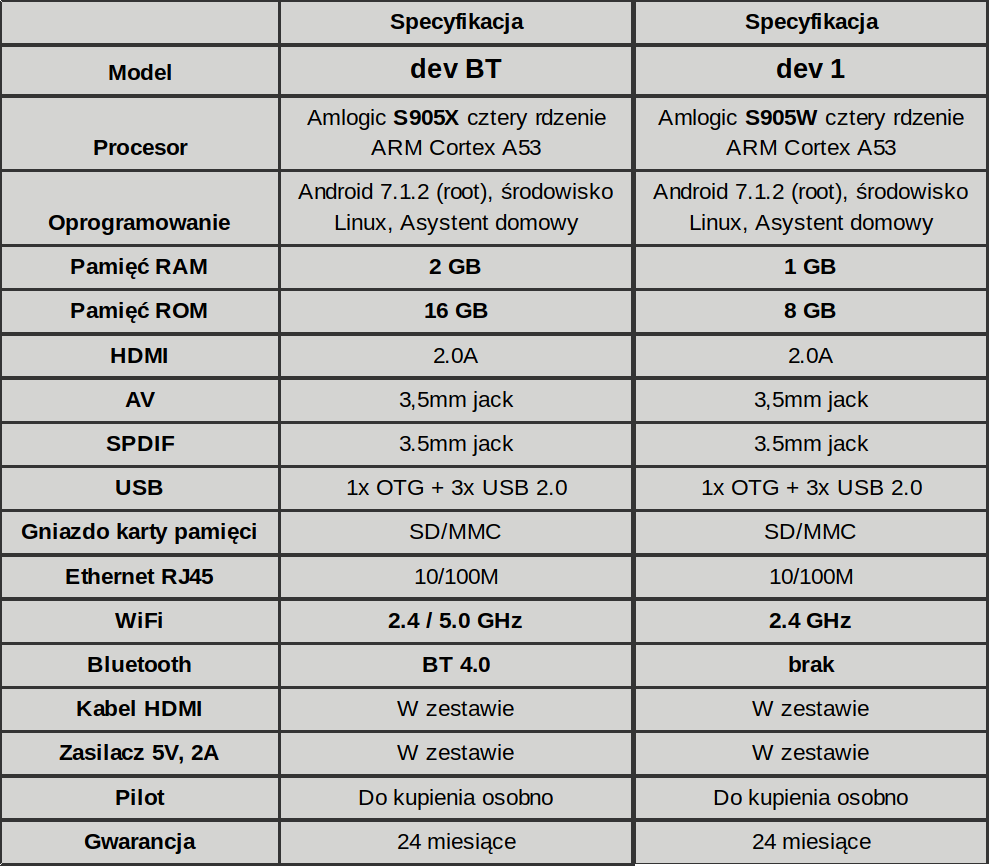 Specyfikacja Specyfikacja
Model dev BT dev 1
Amlogic S905X cztery rdzenie Amlogic S905W cztery rdzenie
Procesor ARM Cortex A53 ARM Cortex A53
Android 7.1.2 (root), środowisko Android 7.1.2 (root), środowisko
Oprogramowanie Linux, Asystent domowy Linux, Asystent domowy
Pamięć RAM 2 GB 1 GB
Pamięć ROM 16 GB 8 GB
HDMI 2.0A 2.0A
AV 3,5mm jack 3,5mm jack
SPDIF 3.5mm jack 3.5mm jack
USB 1x OTG + 3x USB 2.0 1x OTG + 3x USB 2.0
Gniazdo karty pamięci SD/MMC SD/MMC
Ethernet RJ45 10/100M 10/100M
WiFi 2.4 / 5.0 GHz 2.4 GHz
Bluetooth BT 4.0 brak
Kabel HDMI W zestawie W zestawie
Zasilacz 5V, 2A W zestawie W zestawie
Pilot Do kupienia osobno Do kupienia osobno
Gwarancja 24 miesiące 24 miesiące